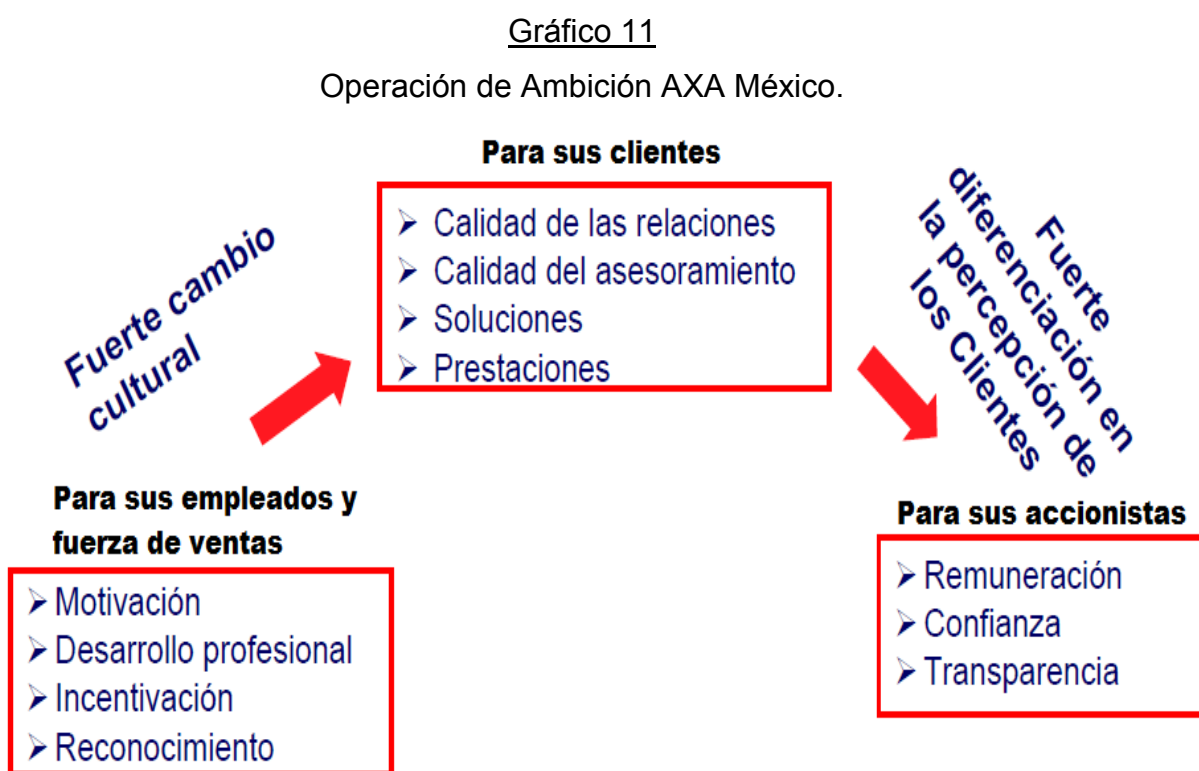 Gráfico 11
Operación de Ambición AXA México.
Para sus clientes
➢ Calidad de las relaciones
➢ Calidad del asesoramiento
➢ Soluciones
➢ Prestaciones
Fuerte cambio
cultural
Fuerte
diferenciación en
la percepción de
los Clientes
Para sus empleados y
fuerza de ventas
➢ Motivación
➢ Desarrollo profesional
➢ Incentivación
➢ Reconocimiento
Para sus accionistas
➢ Remuneración
➢ Confianza
➢ Transparencia